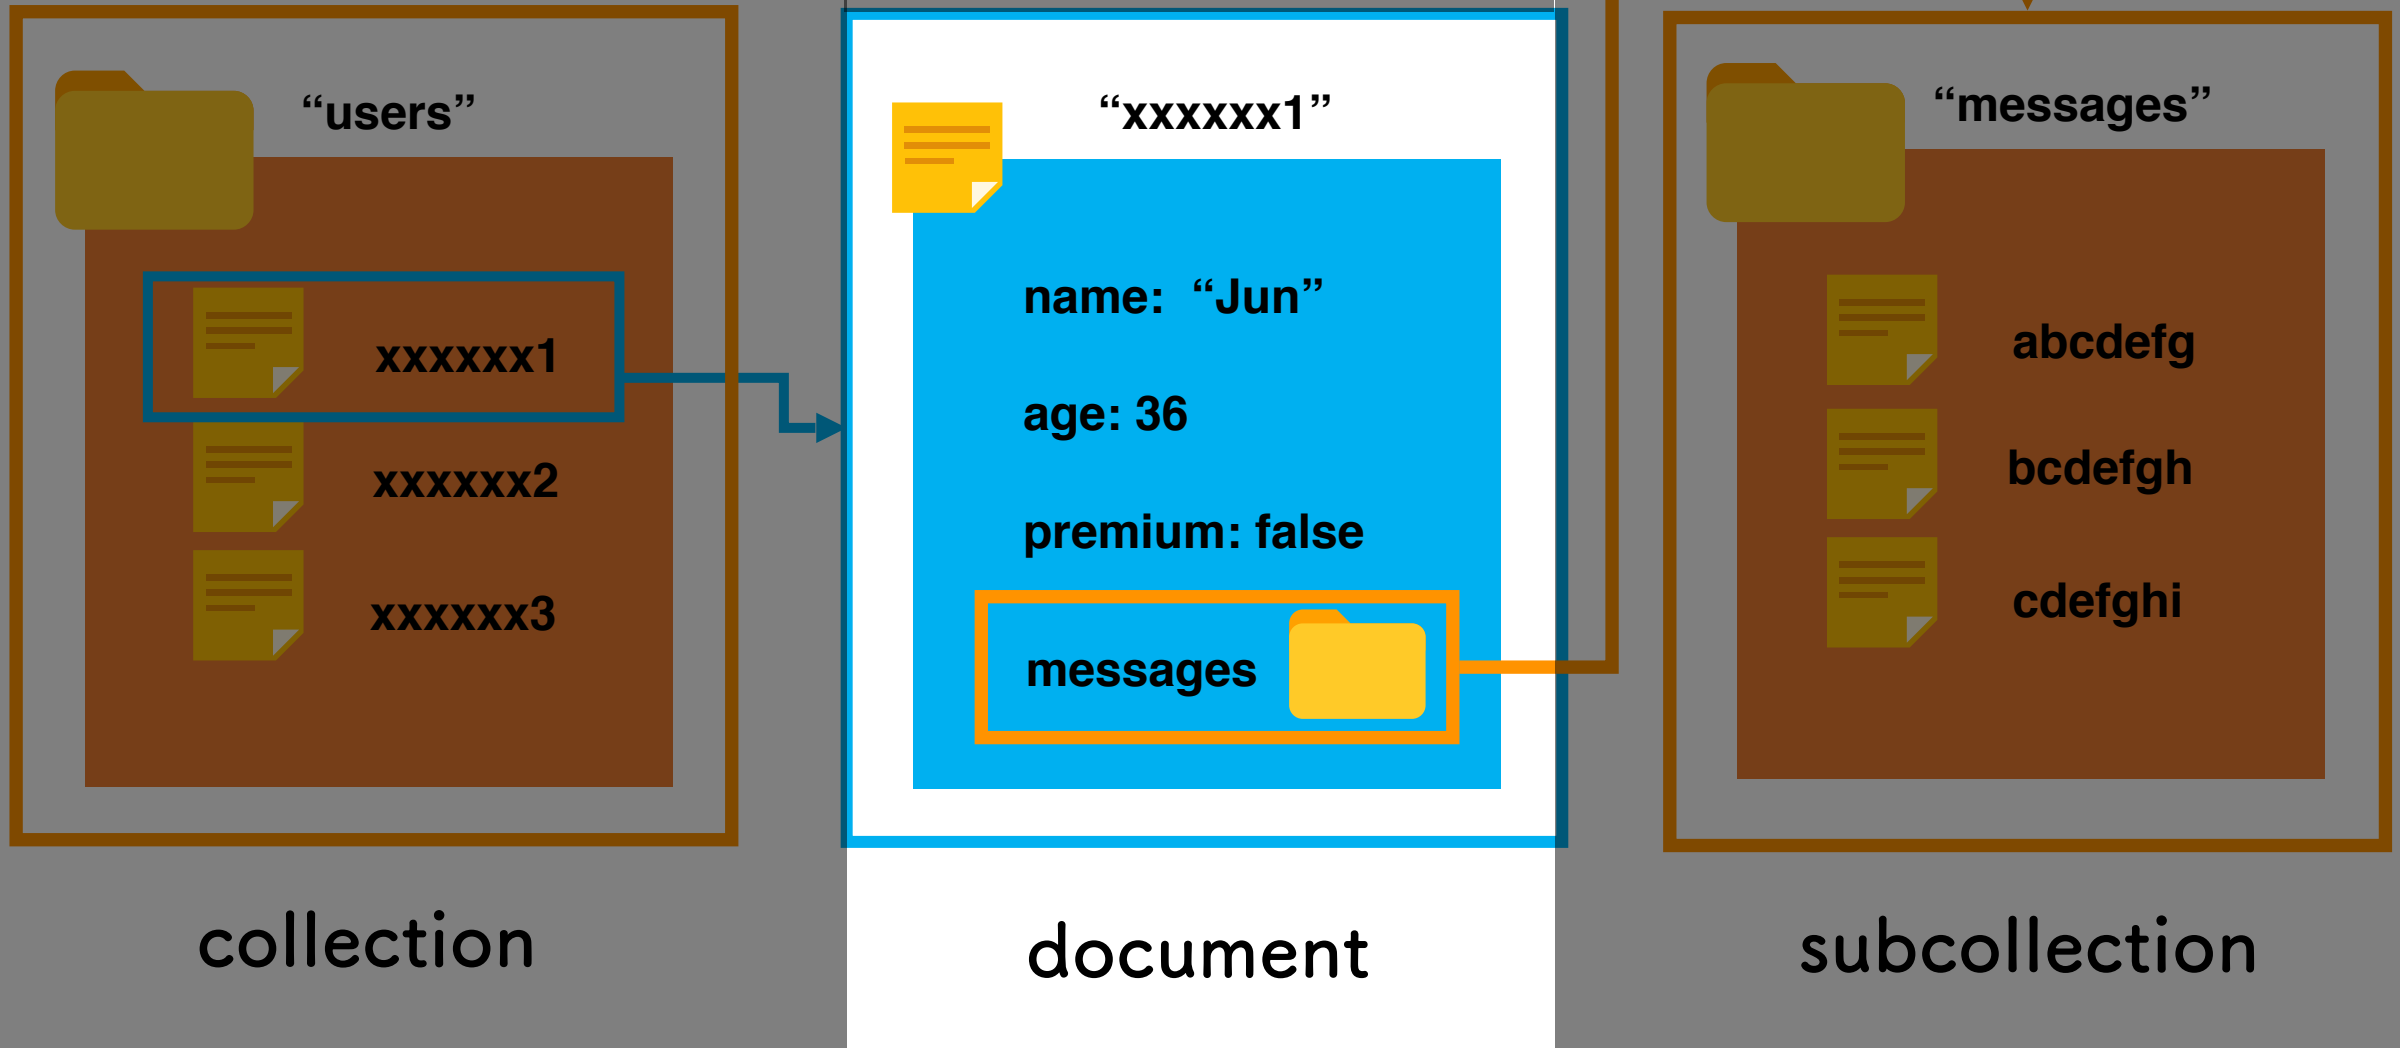 “users”
xxxxxx1
xxxxxx2
xxxxxx3
collection
“xxxxxx1”
name: “Jun”
age: 36
premium: false
messages
document
“messages”
abcdefg
bcdefgh
cdefghi
subcollection